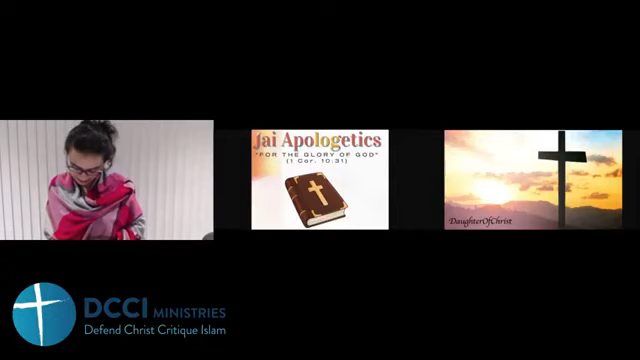 Jai Apologetics
"FOR THE GLORY OF GOD"
(1 Cor. 10:31)
DaughterOfChrist
DCCI MINISTRIES
Defend Christ Critique Islam